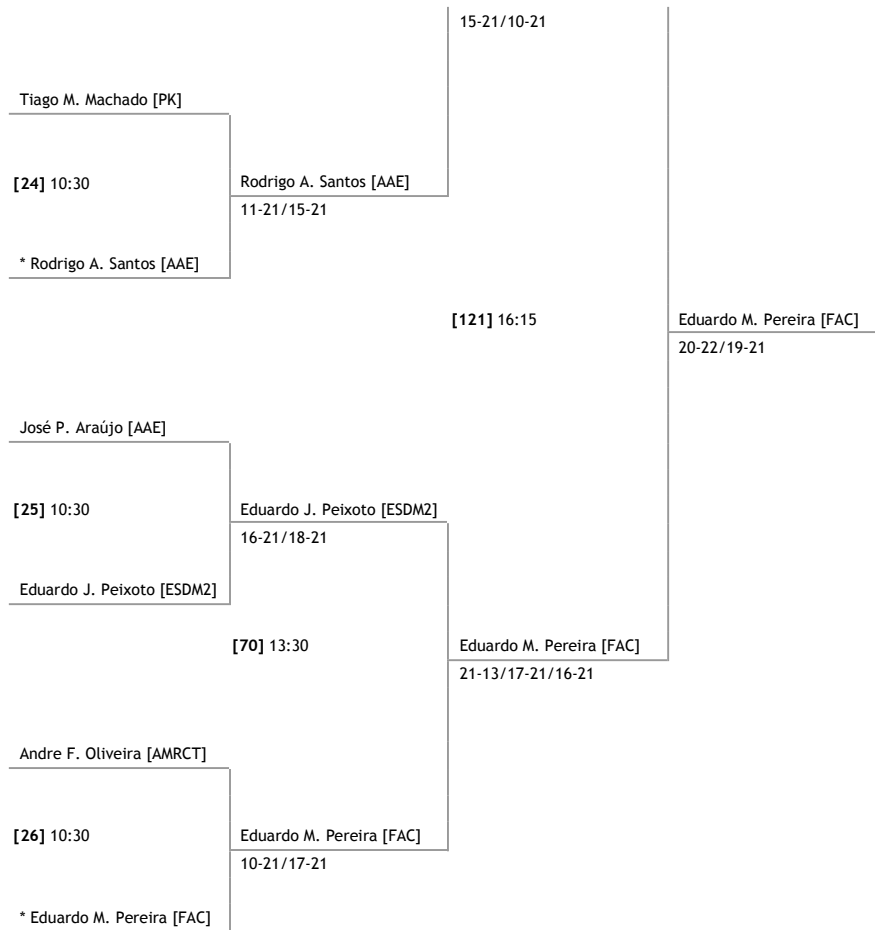 15-21/10-21
Tiago M. Machado [PK]
[24] 10:30
Rodrigo A. Santos [AAE]
11-21/15-21
* Rodrigo A. Santos [AAE]
[121] 16:15
Eduardo M. Pereira [FAC]
20-22/19-21
José P. Araújo [AAE]
[25] 10:30
Eduardo J. Peixoto [ESDM2]
16-21/18-21
Eduardo J. Peixoto [ESDM2]
[70] 13:30
Eduardo M. Pereira [FAC]
21-13/17-21/16-21
Andre F. Oliveira [AMRCT]
[26] 10:30
Eduardo M. Pereira [FAC]
10-21/17-21
* Eduardo M. Pereira [FAC]